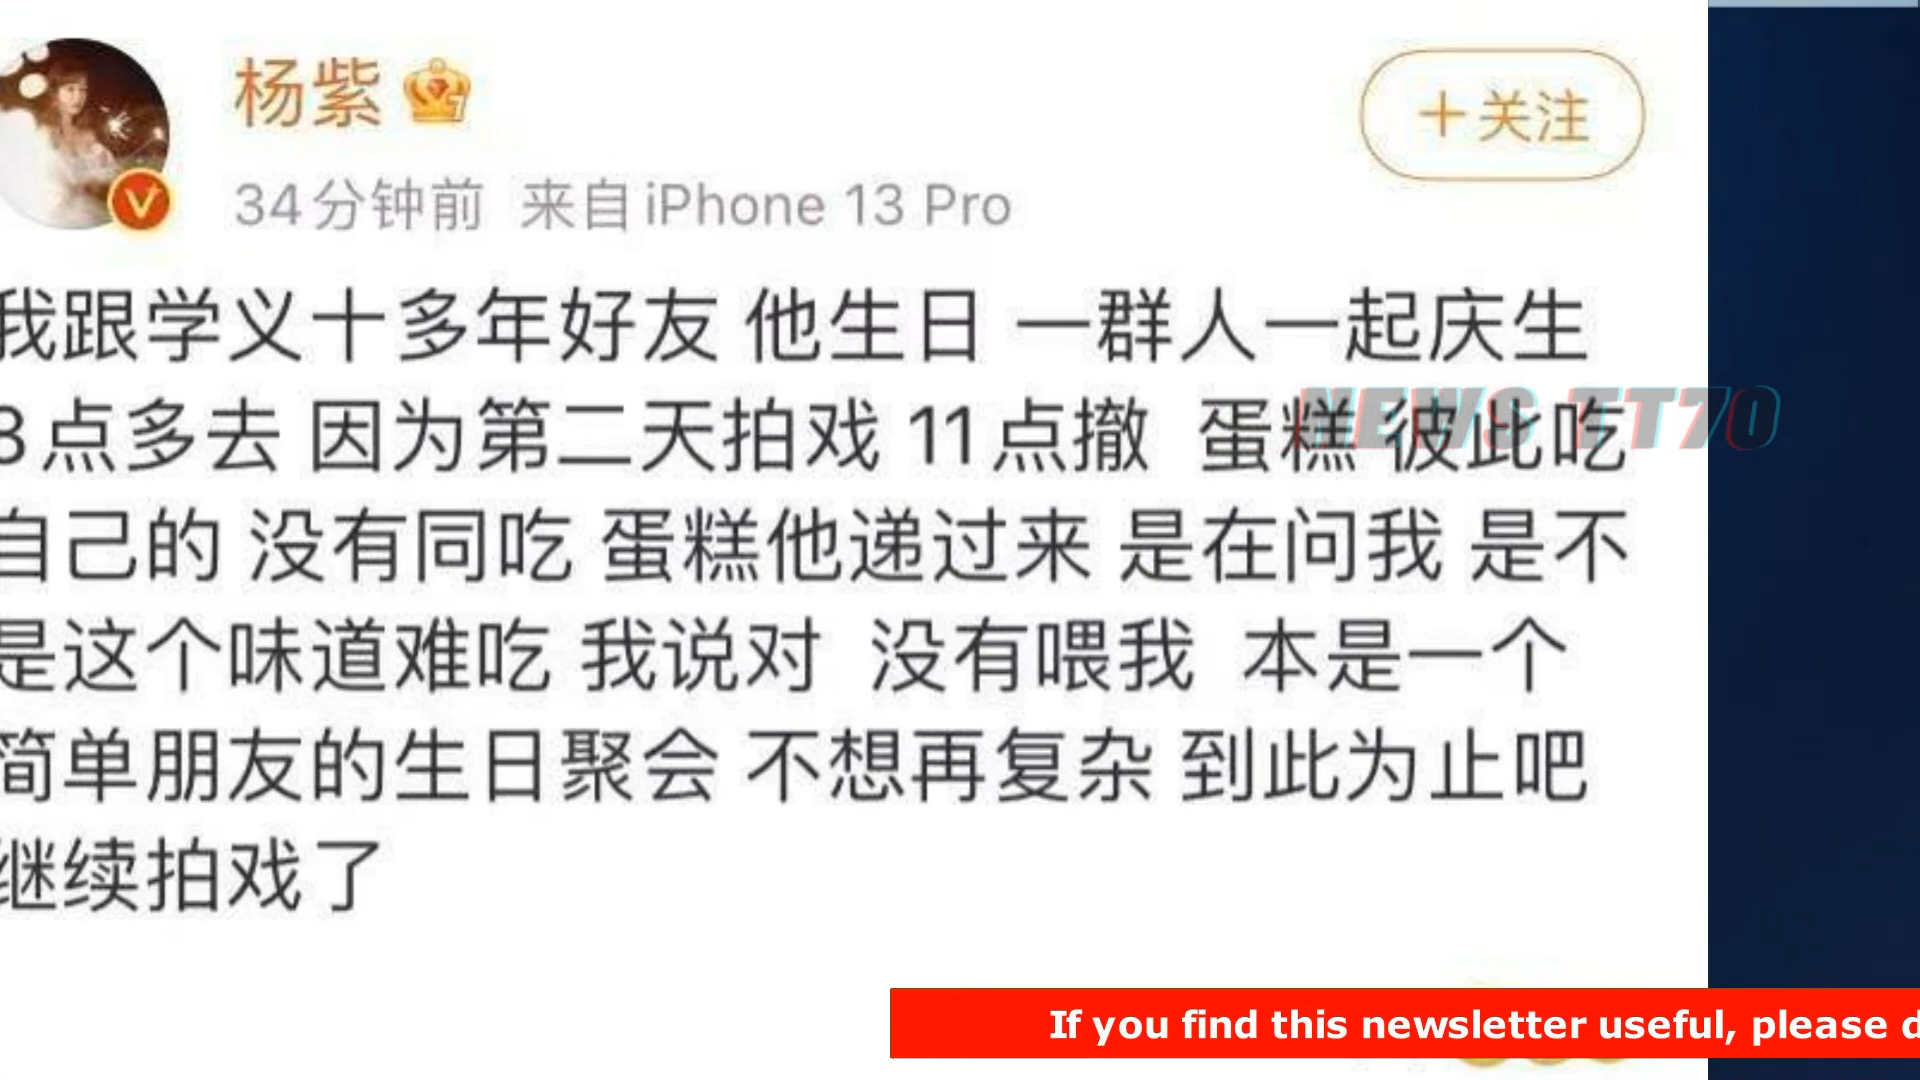 杨紫
+关注
34分钟前 来自 iPhone 13 Pro
我跟学义十多年好友 他生日 一群人一起庆生
8点多去 因为第二天拍戏 11点撤 蛋糕 彼此吃
自己的 没有同吃 蛋糕他递过来 是在问我 是不
是这个味道难吃 我说对 没有喂我 本是一个
简单朋友的生日聚会 不想再复杂 到此为止吧
继续拍戏了
NEWS TT70
If you find this newsletter useful, please